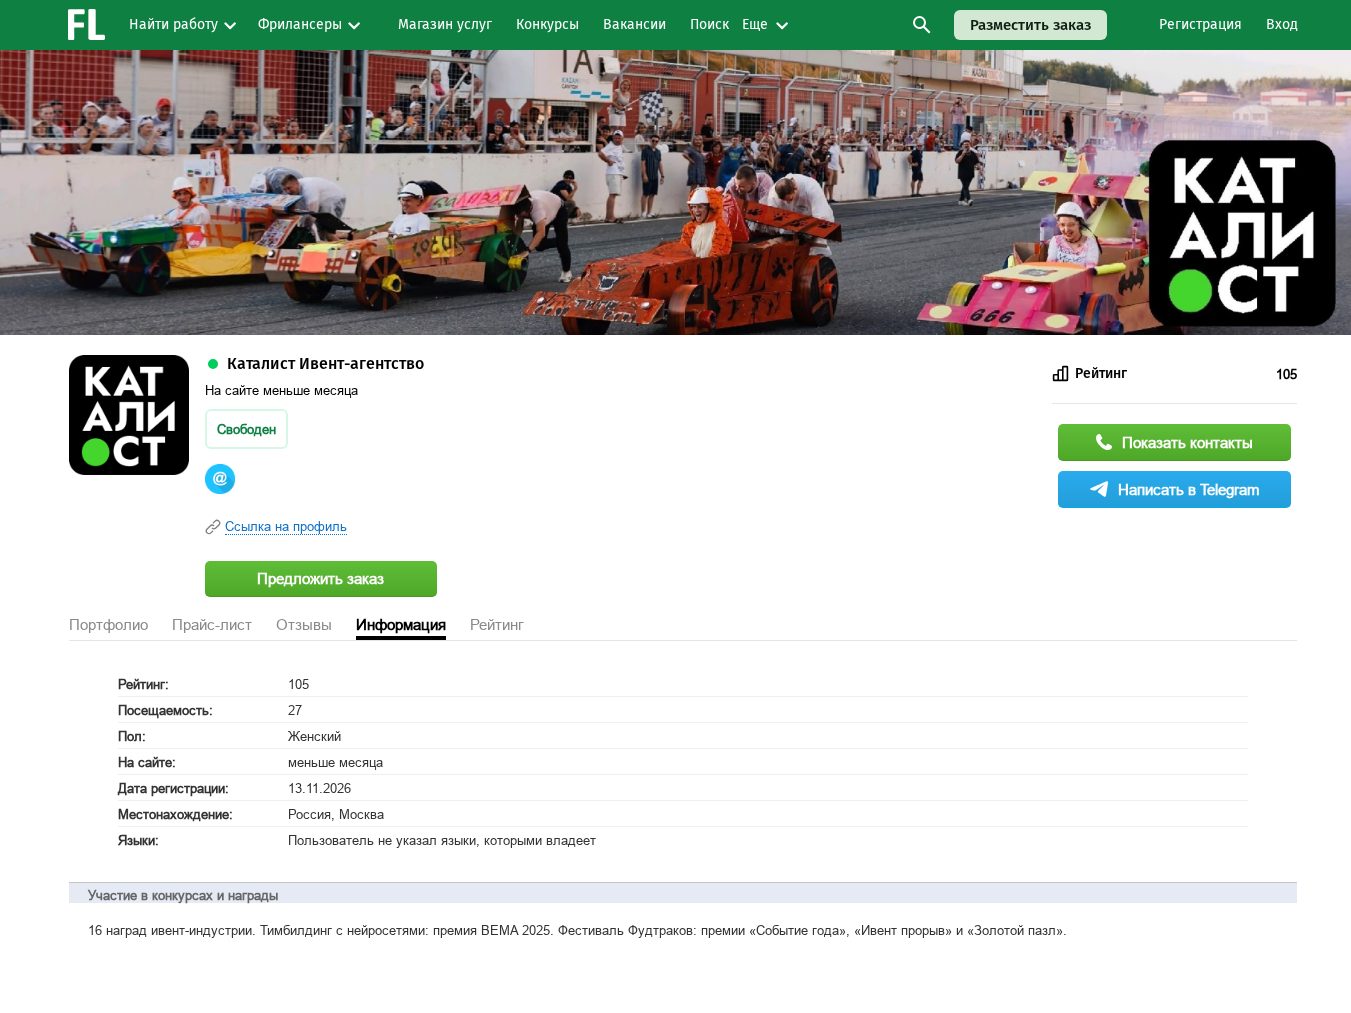 FL Найти работу Фрилансеры Магазин услуг Конкурсы Вакансии Поиск Еще Разместить заказ Регистрация Вход
КАТ
АЛИ
СТ
666
КАТ
АЛИ
СТ
Каталист Ивент-агентство
На сайте меньше месяца
Свободен
@
Ссылка на профиль
Предложить заказ
Рейтинг 105
Показать контакты
Написать в Telegram
Портфолио Прайс-лист Отзывы Информация Рейтинг
Рейтинг: 105
Посещаемость: 27
Пол: Женский
На сайте: меньше месяца
Дата регистрации: 13.11.2026
Местонахождение: Россия, Москва
Языки: Пользователь не указал языки, которыми владеет
Участие в конкурсах и награды
16 наград ивент-индустрии. Тимбилдинг с нейросетями: премия BEMA 2025. Фестиваль Фудтраков: премии «Событие года», «Ивент прорыв» и «Золотой пазл».